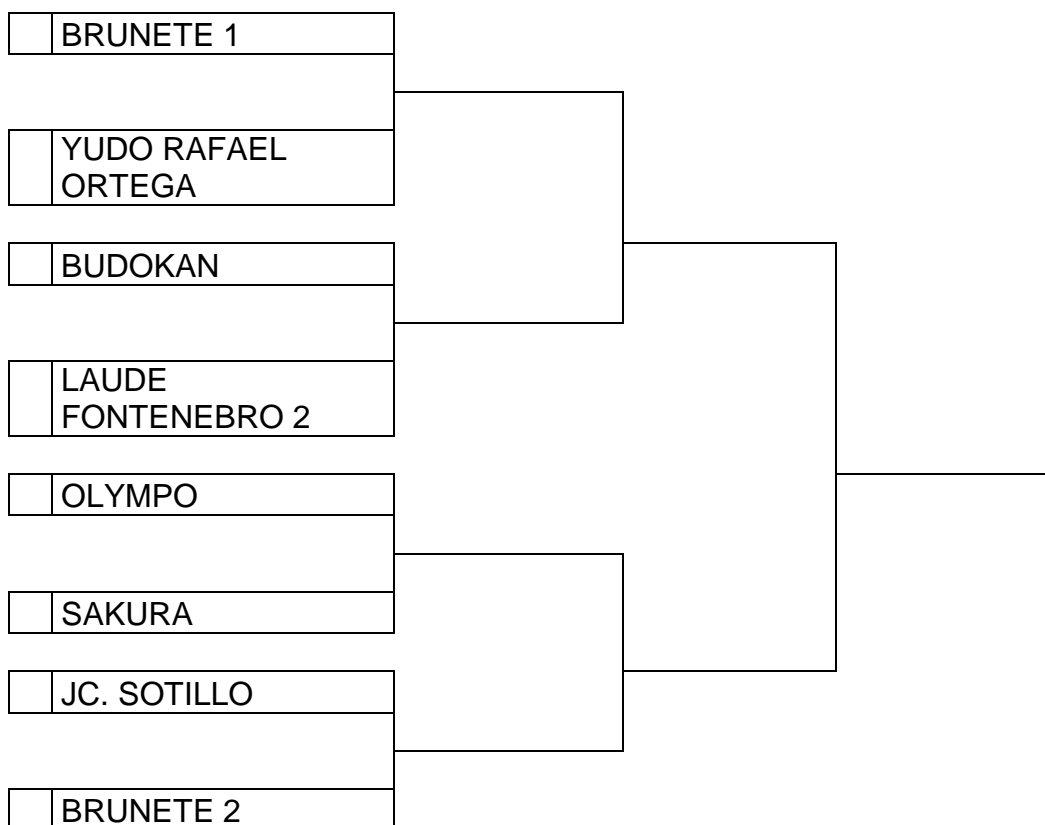 BRUNETE 1
YUDO RAFAEL
ORTEGA
BUDOKAN
LAUDE
FONTENEBRO 2
OLYMPO
SAKURA
JC. SOTILLO
BRUNETE 2